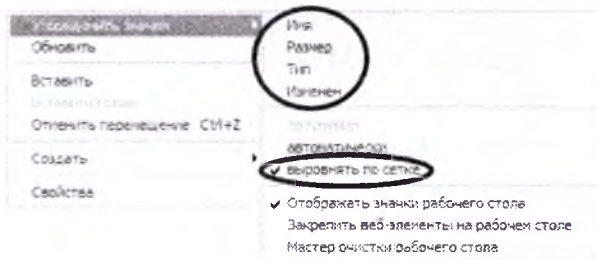 Упорядочить значки
Обновить
Вставить
Отменить перемещение Ctrl+Z
Создать
Свойства
Имя
Размер
Тип
Изменен
автоматически
выровнять по сетке
Отображать значки рабочего стола
Закрепить веб-элементы на рабочем столе
Мастер очистки рабочего стола